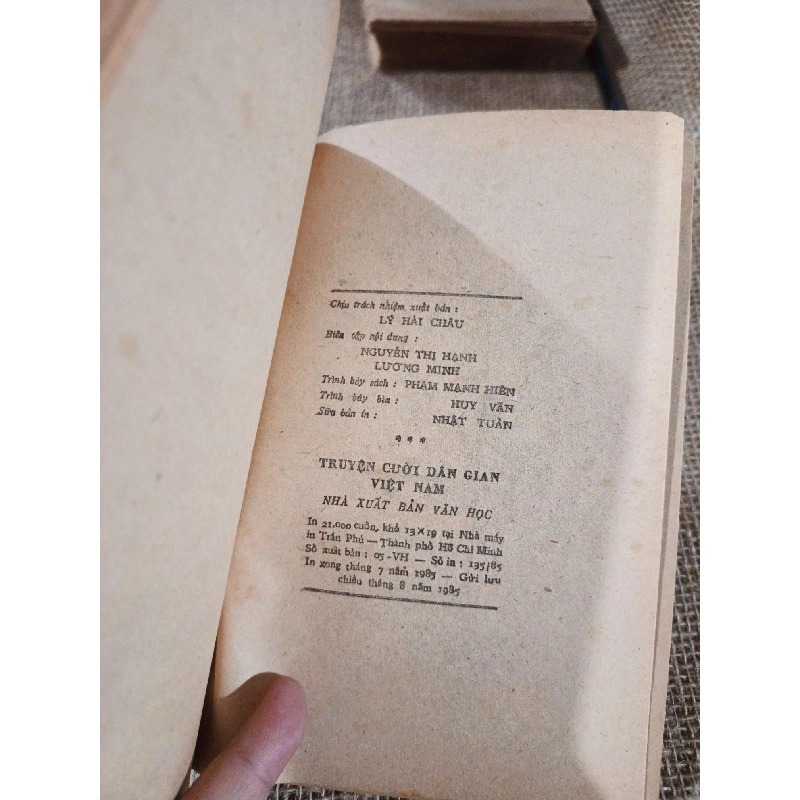 Chịu trách nhiệm xuất bản :
LÝ HẢI CHÂU
Biên tập nội dung :
NGUYỄN THỊ HẠNH
LƯƠNG MINH
Trình bày sách : PHẠM MẠNH HIÊN
Trình bày bìa : HUY VĂN
Sửa bản in : NHẬT TUẤN
* * *
TRUYỆN CƯỜI DÂN GIAN
VIỆT NAM
NHÀ XUẤT BẢN VĂN HỌC
In 21.000 cuốn, khổ 13×19 tại Nhà máy
in Trần Phú — Thành phố Hồ Chí Minh
Số xuất bản : 05-VH — Số in : 135/85
In xong tháng 7 năm 1985 — Gửi lưu
chiểu tháng 8 năm 1985